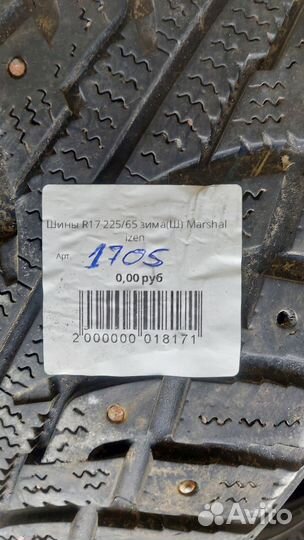 Шины R17 225/65 зима(Ш) Marshal
izen
Арт. 1705
0,00 руб
2 000000 018171
Avito